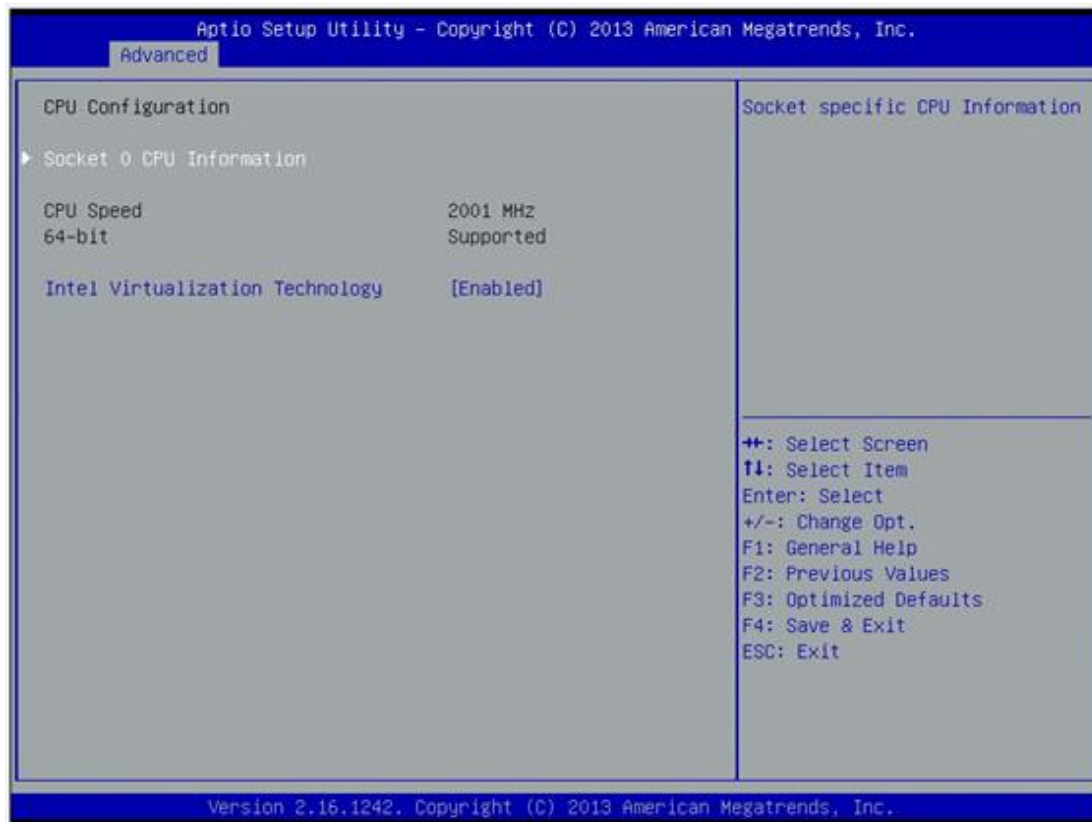 Aptio Setup Utility – Copyright (C) 2013 American Megatrends, Inc.
Advanced
CPU Configuration
Socket 0 CPU Information
CPU Speed 2001 MHz
64-bit Supported
Intel Virtualization Technology [Enabled]
Socket specific CPU Information
→←: Select Screen
↑↓: Select Item
Enter: Select
+/-: Change Opt.
F1: General Help
F2: Previous Values
F3: Optimized Defaults
F4: Save & Exit
ESC: Exit
Version 2.16.1242. Copyright (C) 2013 American Megatrends, Inc.